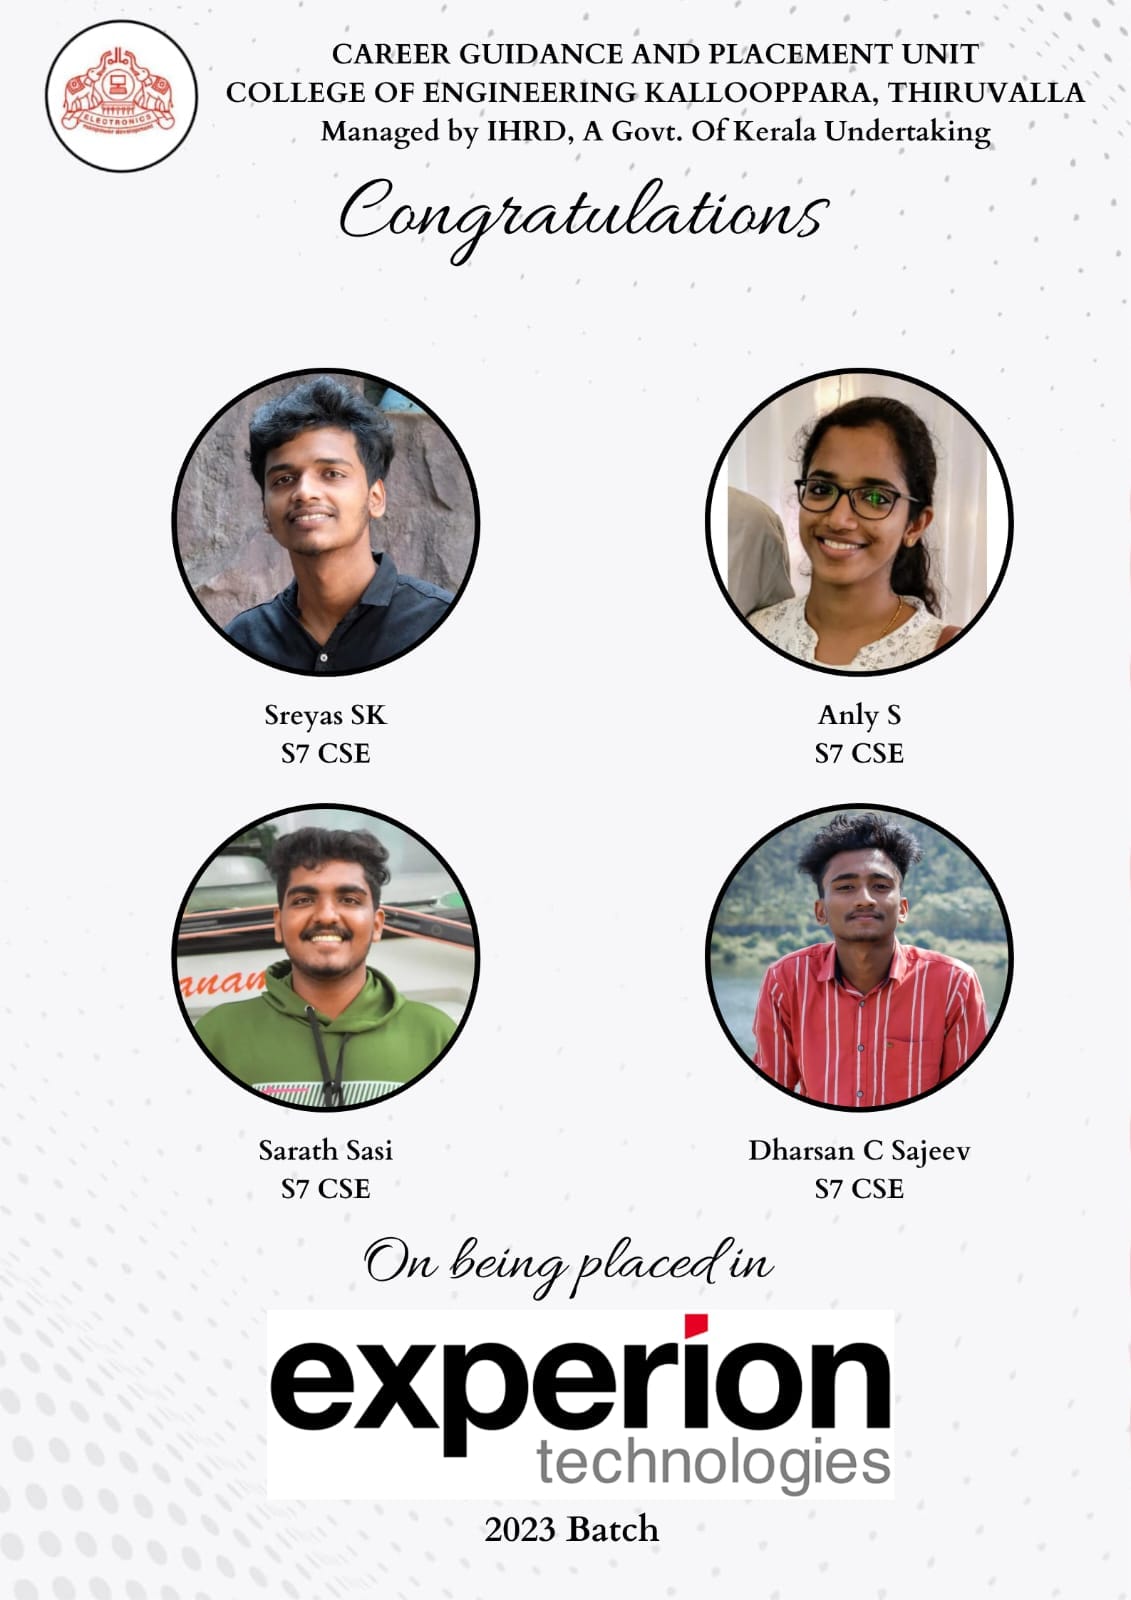 CAREER GUIDANCE AND PLACEMENT UNIT
COLLEGE OF ENGINEERING KALLOOPPARA, THIRUVALLA
Managed by IHRD, A Govt. Of Kerala Undertaking
ELECTRONICS
Congratulations
Sreyas SK
S7 CSE
Anly S
S7 CSE
anam
Sarath Sasi
S7 CSE
Dharsan C Sajeev
S7 CSE
On being placed in
experion
technologies
2023 Batch